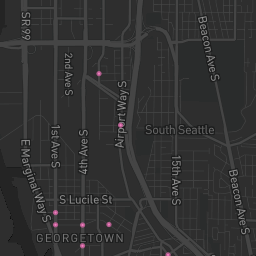 SR 99
2nd Ave S
Beacon Ave S
Airport Way S
South Seattle
1st Ave S
4th Ave S
15th Ave S
E Marginal Way S
Beacon Ave S
S Lucile St
GEORGETOWN